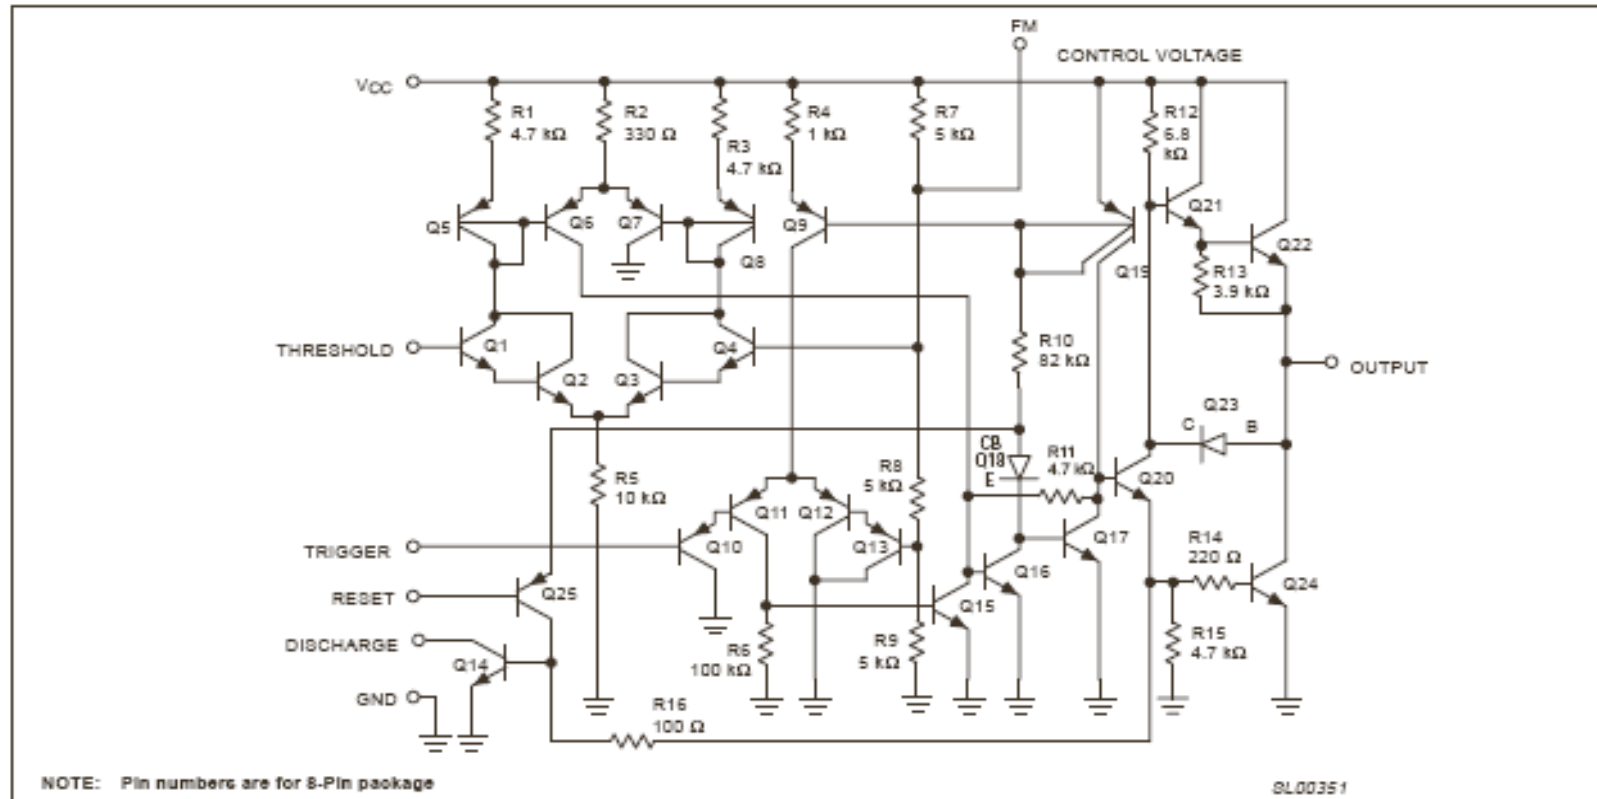 FM
CONTROL VOLTAGE
VCC
R1
4.7 kΩ
R2
330 Ω
R3
4.7 kΩ
R4
1 kΩ
R7
5 kΩ
R12
6.8
kΩ
Q5
Q6
Q7
Q8
Q9
Q19
Q21
Q22
R13
3.9 kΩ
THRESHOLD
Q1
Q2
Q3
Q4
R10
82 kΩ
OUTPUT
Q23
C
B
CB
Q18
E
R11
4.7 kΩ
R5
10 kΩ
R8
5 kΩ
Q11
Q12
Q20
TRIGGER
Q10
Q13
Q17
R14
220 Ω
Q16
Q24
RESET
Q25
Q15
DISCHARGE
Q14
R6
100 kΩ
R9
5 kΩ
R15
4.7 kΩ
GND
R16
100 Ω
NOTE: Pin numbers are for 8-Pin package
SL00351